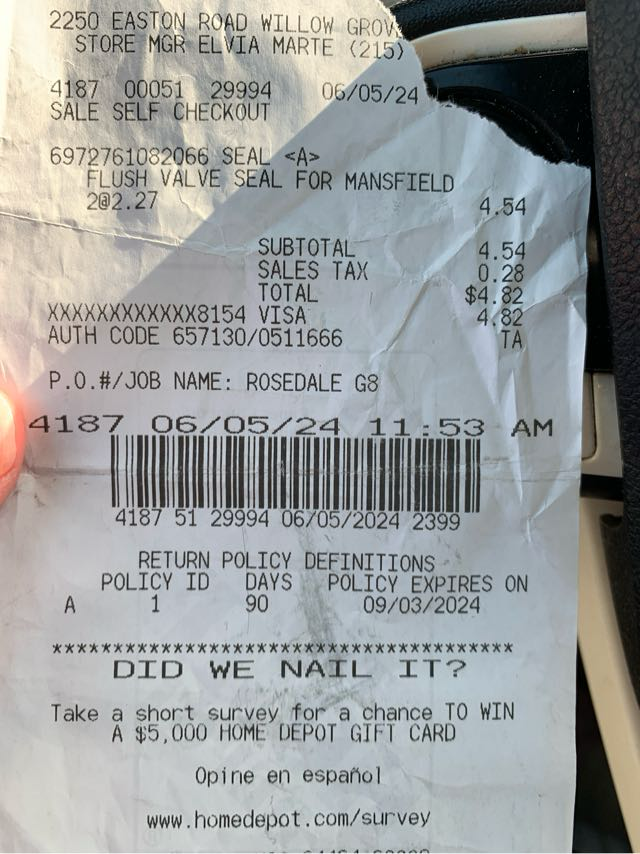 2250 EASTON ROAD WILLOW GROV
STORE MGR ELVIA MARTE (215)
4187 00051 29994 06/05/24
SALE SELF CHECKOUT
6972761082066 SEAL <A>
FLUSH VALVE SEAL FOR MANSFIELD
2@2.27 4.54
SUBTOTAL 4.54
SALES TAX 0.28
TOTAL $4.82
XXXXXXXXXXXX8154 VISA 4.82
AUTH CODE 657130/0511666 TA
P.O.#/JOB NAME: ROSEDALE G8
4187 06/05/24 11:53 AM
4187 51 29994 06/05/2024 2399
RETURN POLICY DEFINITIONS
POLICY ID DAYS POLICY EXPIRES ON
A 1 90 09/03/2024
******************************************
DID WE NAIL IT?
Take a short survey for a chance TO WIN
A $5,000 HOME DEPOT GIFT CARD
Opine en español
www.homedepot.com/survey